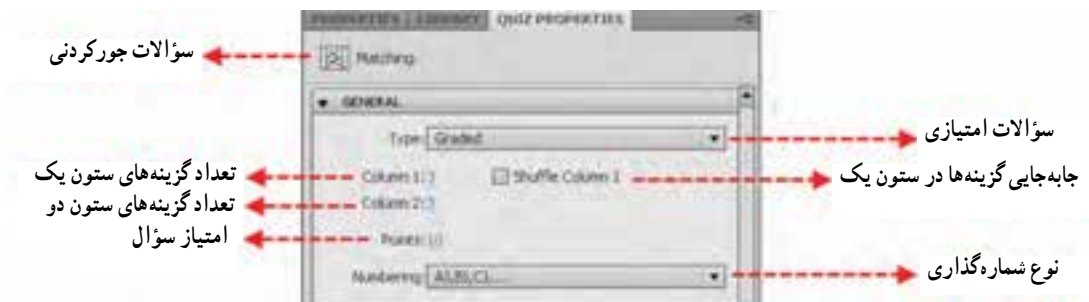 PROPERTIES LIBRARY QUIZ PROPERTIES
سؤالات جورکردنی
Matching
GENERAL
سؤالات امتیازی
Type: Graded
تعداد گزینه‌های ستون یک
Column 1: 3
Shuffle Column 1
جابه‌جایی گزینه‌ها در ستون یک
تعداد گزینه‌های ستون دو
Column 2: 3
امتیاز سؤال
Points: 10
نوع شماره‌گذاری
Numbering: